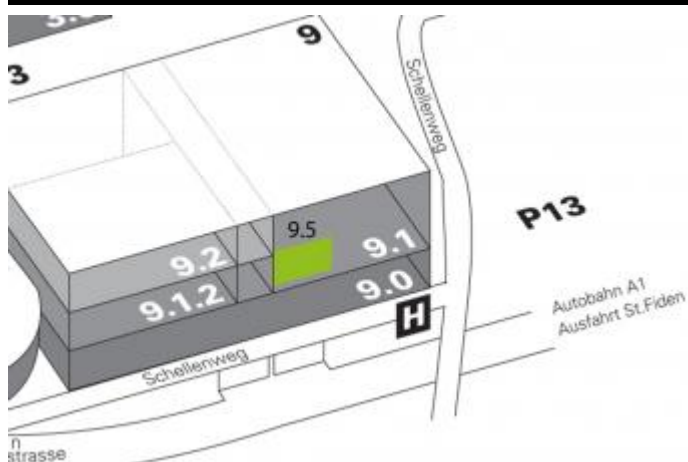 9
3
Schellenweg
P13
9.5
9.2
9.1
9.1.2
9.0
H
Autobahn A1
Ausfahrt St.Fiden
Schellenweg
n
strasse